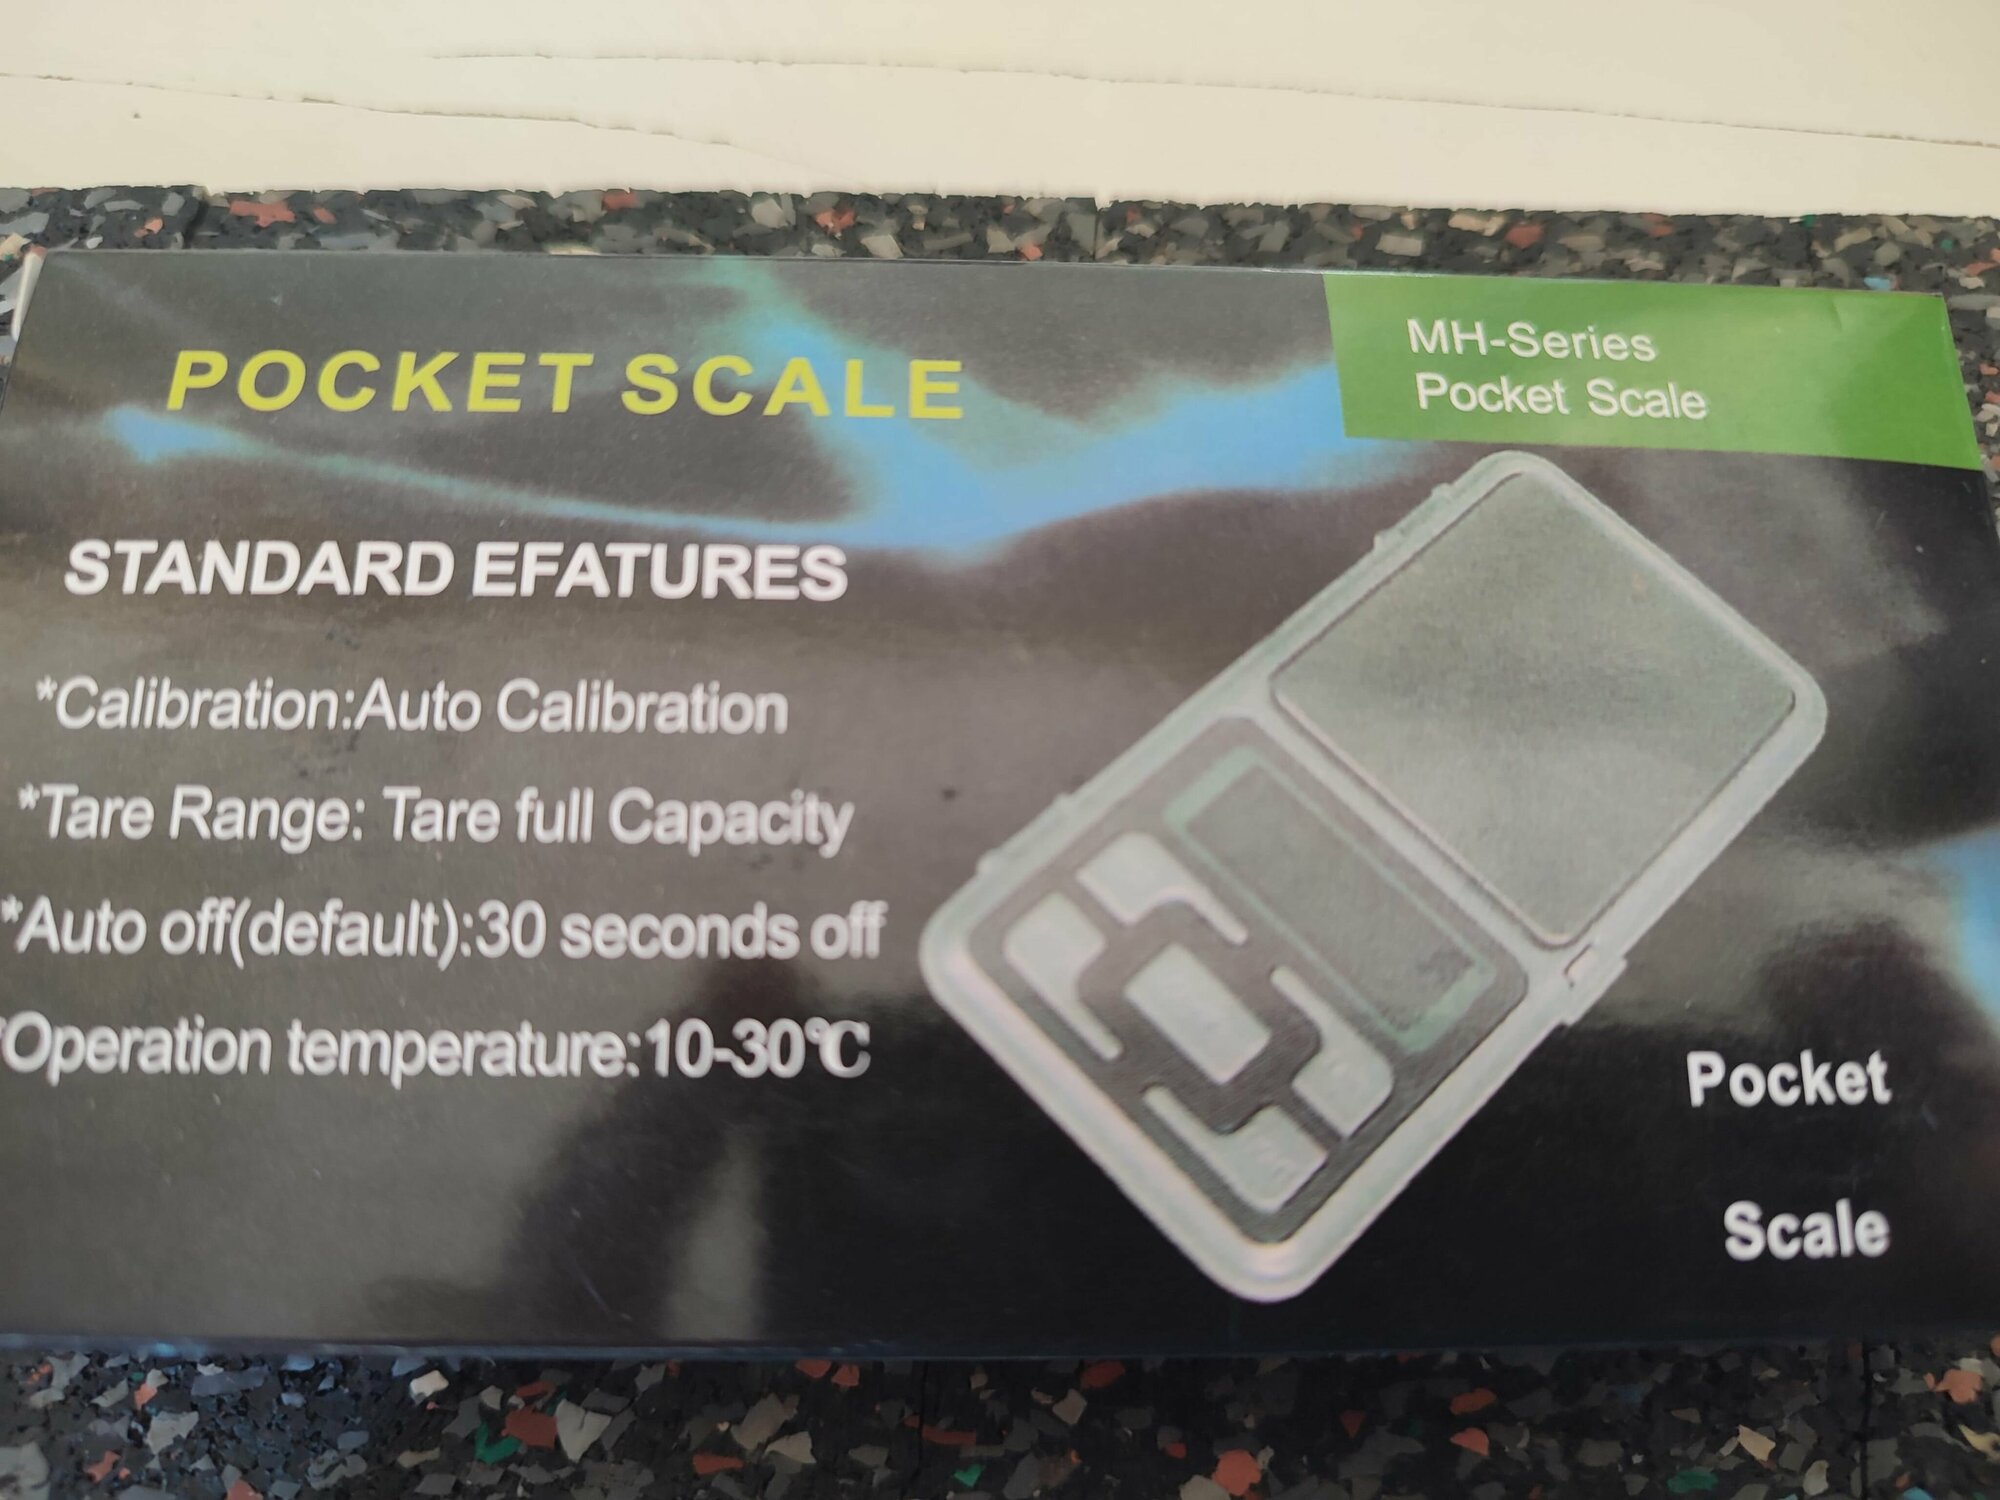 POCKET SCALE
MH-Series
Pocket Scale
STANDARD EFATURES
*Calibration:Auto Calibration
*Tare Range: Tare full Capacity
*Auto off(default):30 seconds off
*Operation temperature:10-30℃
Pocket
Scale